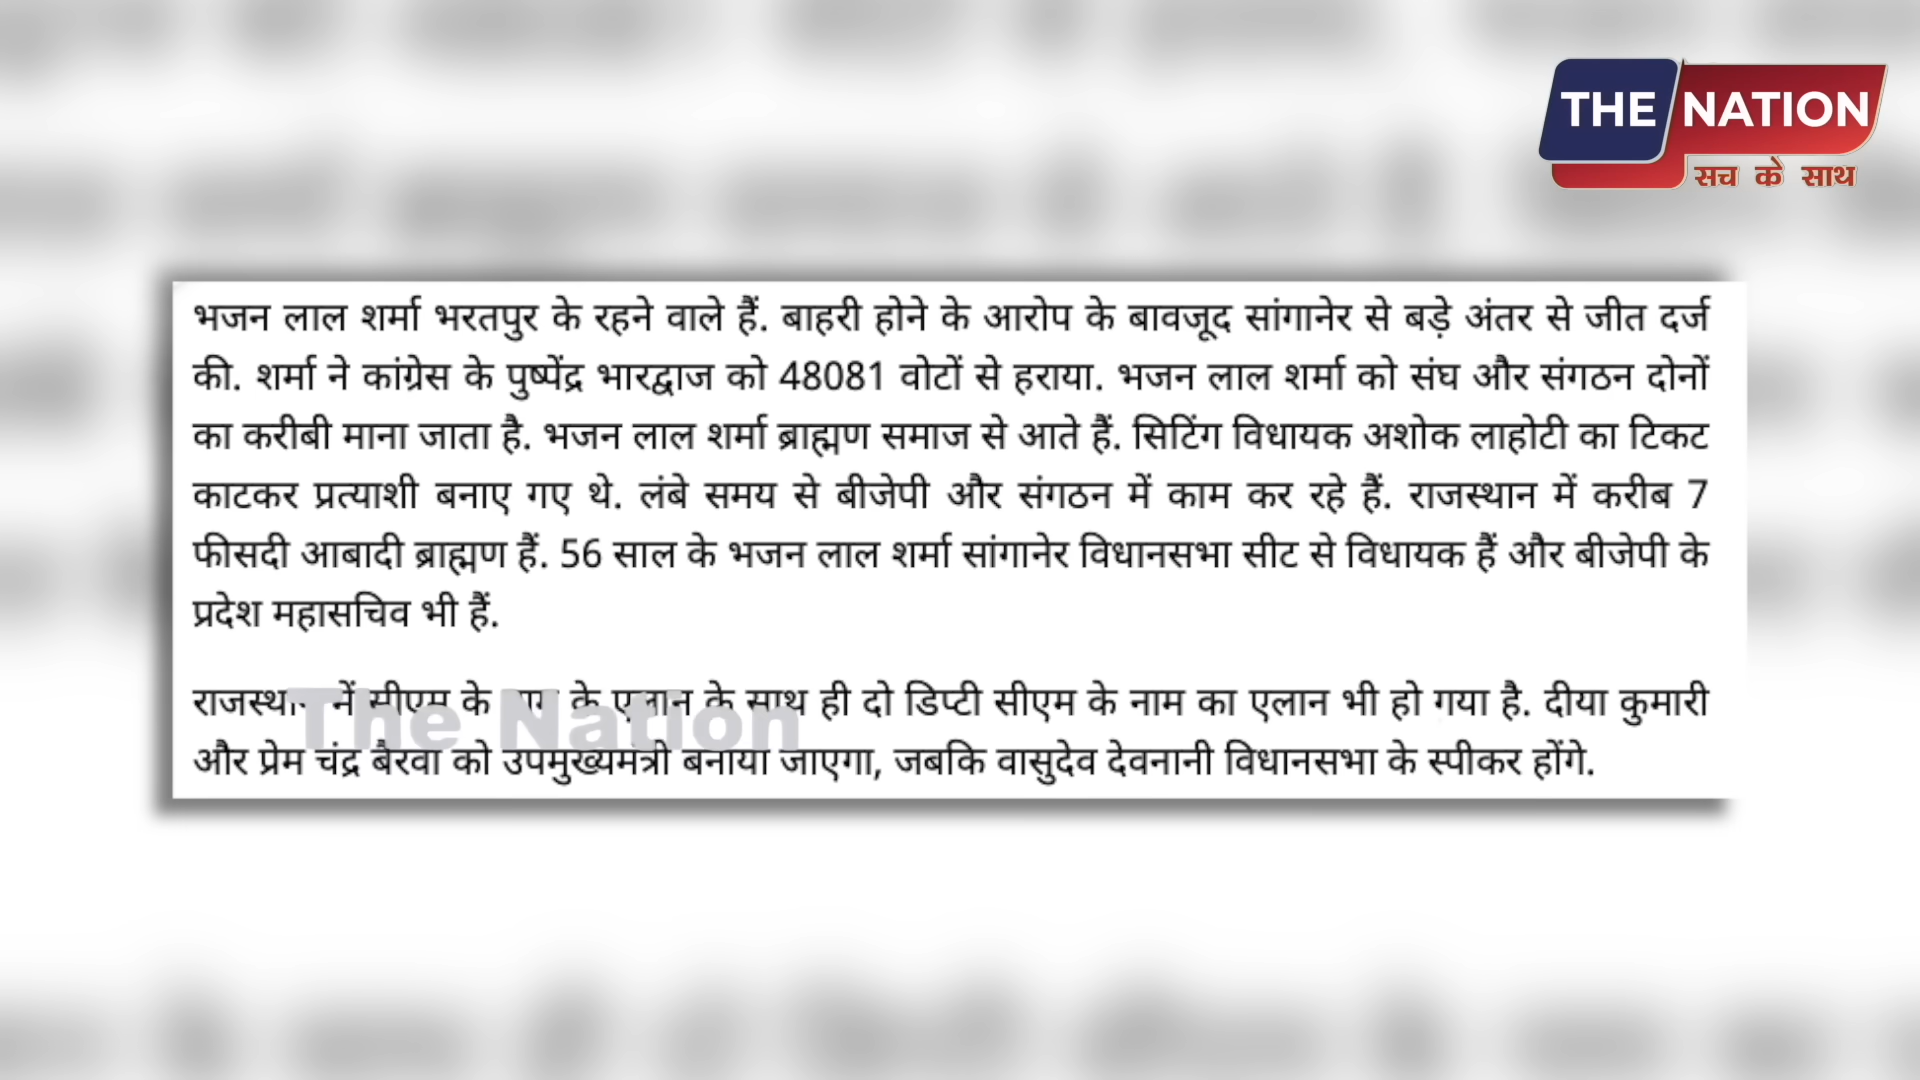 THE NATION
सच के साथ
भजन लाल शर्मा भरतपुर के रहने वाले हैं. बाहरी होने के आरोप के बावजूद सांगानेर से बड़े अंतर से जीत दर्ज
की. शर्मा ने कांग्रेस के पुष्पेंद्र भारद्वाज को 48081 वोटों से हराया. भजन लाल शर्मा को संघ और संगठन दोनों
का करीबी माना जाता है. भजन लाल शर्मा ब्राह्मण समाज से आते हैं. सिटिंग विधायक अशोक लाहोटी का टिकट
काटकर प्रत्याशी बनाए गए थे. लंबे समय से बीजेपी और संगठन में काम कर रहे हैं. राजस्थान में करीब 7
फीसदी आबादी ब्राह्मण हैं. 56 साल के भजन लाल शर्मा सांगानेर विधानसभा सीट से विधायक हैं और बीजेपी के
प्रदेश महासचिव भी हैं.
राजस्थान में सीएम के नाम के एलान के साथ ही दो डिप्टी सीएम के नाम का एलान भी हो गया है. दीया कुमारी
The Nation
और प्रेम चंद्र बैरवा को उपमुख्यमंत्री बनाया जाएगा, जबकि वासुदेव देवनानी विधानसभा के स्पीकर होंगे.